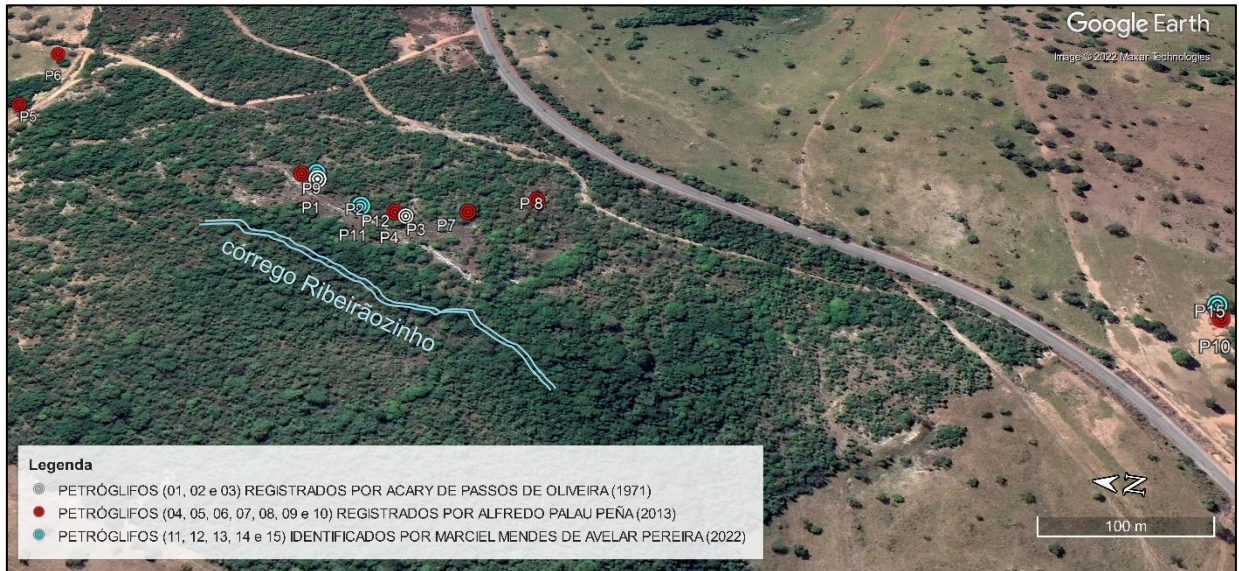 Google Earth
Image © 2022 Maxar Technologies
P6
P5
P9
P1
P2
P12
P11
P4
P3
P7
P8
córrego Ribeirãozinho
P15
P10
Legenda
PETRÓGLIFOS (01, 02 e 03) REGISTRADOS POR ACARY DE PASSOS DE OLIVEIRA (1971)
PETRÓGLIFOS (04, 05, 06, 07, 08, 09 e 10) REGISTRADOS POR ALFREDO PALAU PEÑA (2013)
PETRÓGLIFOS (11, 12, 13, 14 e 15) IDENTIFICADOS POR MARCIEL MENDES DE AVELAR PEREIRA (2022)
N
100 m